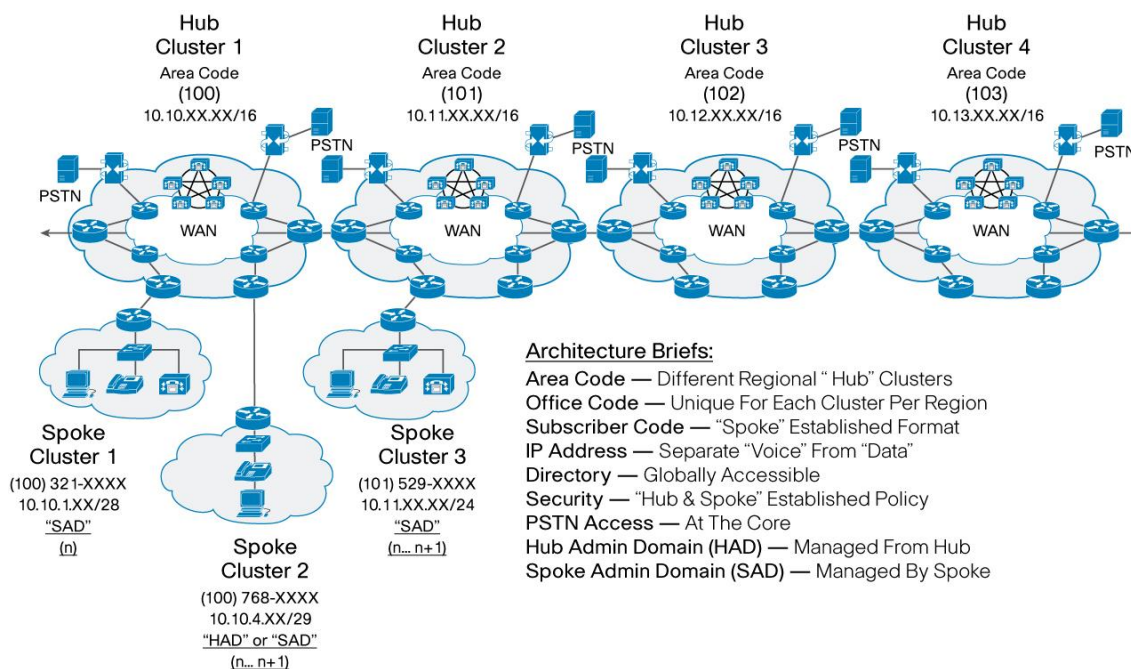 Hub
Cluster 1
Area Code
(100)
10.10.XX.XX/16
Hub
Cluster 2
Area Code
(101)
10.11.XX.XX/16
Hub
Cluster 3
Area Code
(102)
10.12.XX.XX/16
Hub
Cluster 4
Area Code
(103)
10.13.XX.XX/16
PSTN
PSTN
WAN
PSTN
WAN
PSTN
WAN
PSTN
WAN
Spoke
Cluster 1
(100) 321-XXXX
10.10.1.XX/28
“SAD”
(n)
Spoke
Cluster 2
(100) 768-XXXX
10.10.4.XX/29
“HAD” or “SAD”
(n... n+1)
Spoke
Cluster 3
(101) 529-XXXX
10.11.XX.XX/24
“SAD”
(n... n+1)
Architecture Briefs:
Area Code — Different Regional “ Hub” Clusters
Office Code — Unique For Each Cluster Per Region
Subscriber Code — “Spoke” Established Format
IP Address — Separate “Voice” From “Data”
Directory — Globally Accessible
Security — “Hub & Spoke” Established Policy
PSTN Access — At The Core
Hub Admin Domain (HAD) — Managed From Hub
Spoke Admin Domain (SAD) — Managed By Spoke